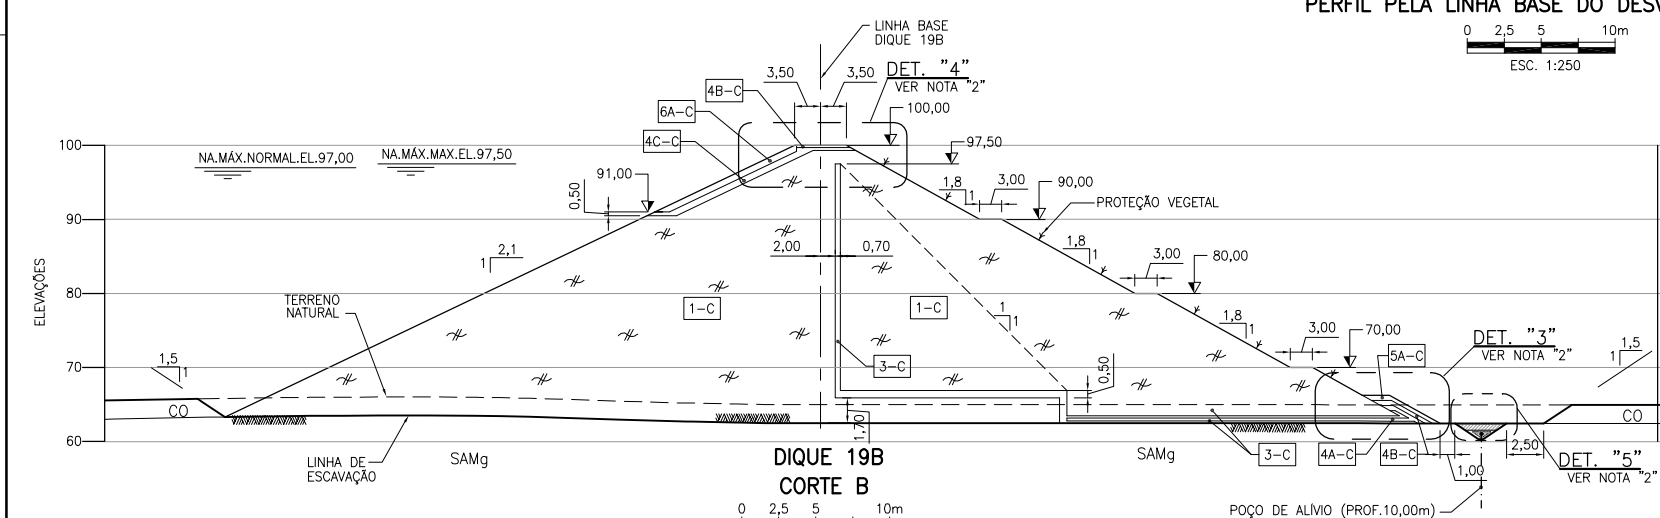 PERFIL PELA LINHA BASE DO DESV
0 2,5 5 10m
ESC. 1:250
LINHA BASE
DIQUE 19B
3,50 3,50
DET. "4"
VER NOTA "2"
4B-C
6A-C
4C-C
100,00
97,50
NA.MÁX.NORMAL.EL.97,00
NA.MÁX.MAX.EL.97,50
ELEVAÇÕES
100
90
80
70
60
91,00
0,50
1,8
1
3,00
90,00
PROTEÇÃO VEGETAL
2,1
1
2,00
0,70
1,8
1
3,00
80,00
TERRENO
NATURAL
1-C
1-C
1
1
1,8
1
3,00
70,00
DET. "3"
VER NOTA "2"
1,5
1
3-C
0,50
5A-C
1,5
1
CO
CO
1,70
LINHA DE
ESCAVAÇÃO
SAMg
SAMg
3-C
4A-C
4B-C
1,00
2,50
DET. "5"
VER NOTA "2"
POÇO DE ALÍVIO (PROF.10,00m)
DIQUE 19B
CORTE B
0 2,5 5 10m